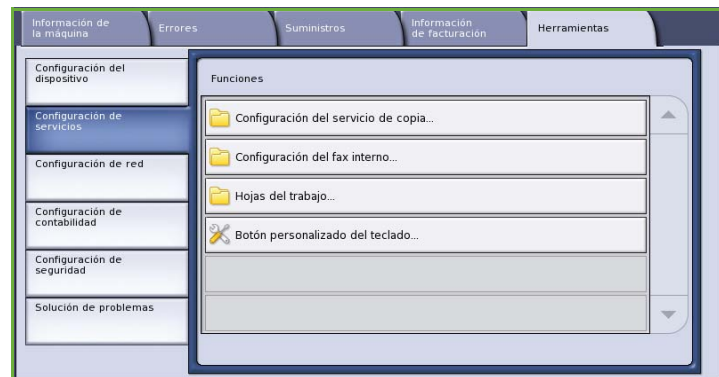 Información de
la máquina
Errores
Suministros
Información
de facturación
Herramientas
Configuración del
dispositivo
Configuración de
servicios
Configuración de red
Configuración de
contabilidad
Configuración de
seguridad
Solución de problemas
Funciones
Configuración del servicio de copia...
Configuración del fax interno...
Hojas del trabajo...
Botón personalizado del teclado...